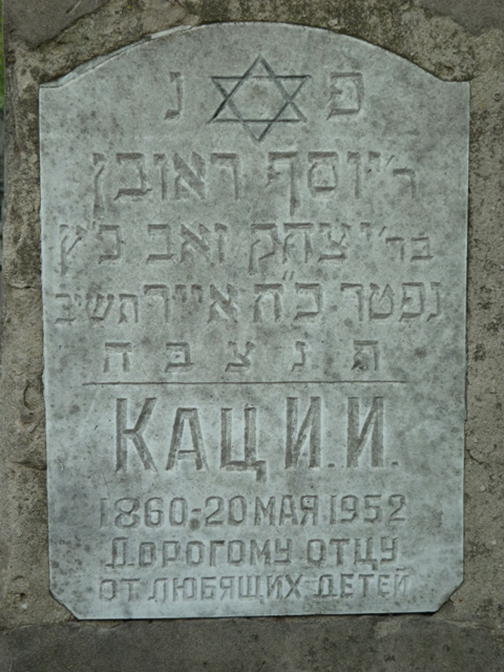 פ נ
ר׳ יוסף ראובן
בר׳ יצחק זאב כ״ץ
נפטר כ״ה אייר תשי״ב
ת נ צ ב ה
КАЦ И. И.
1860-20 МАЯ 1952
ДОРОГОМУ ОТЦУ
ОТ ЛЮБЯЩИХ ДЕТЕЙ